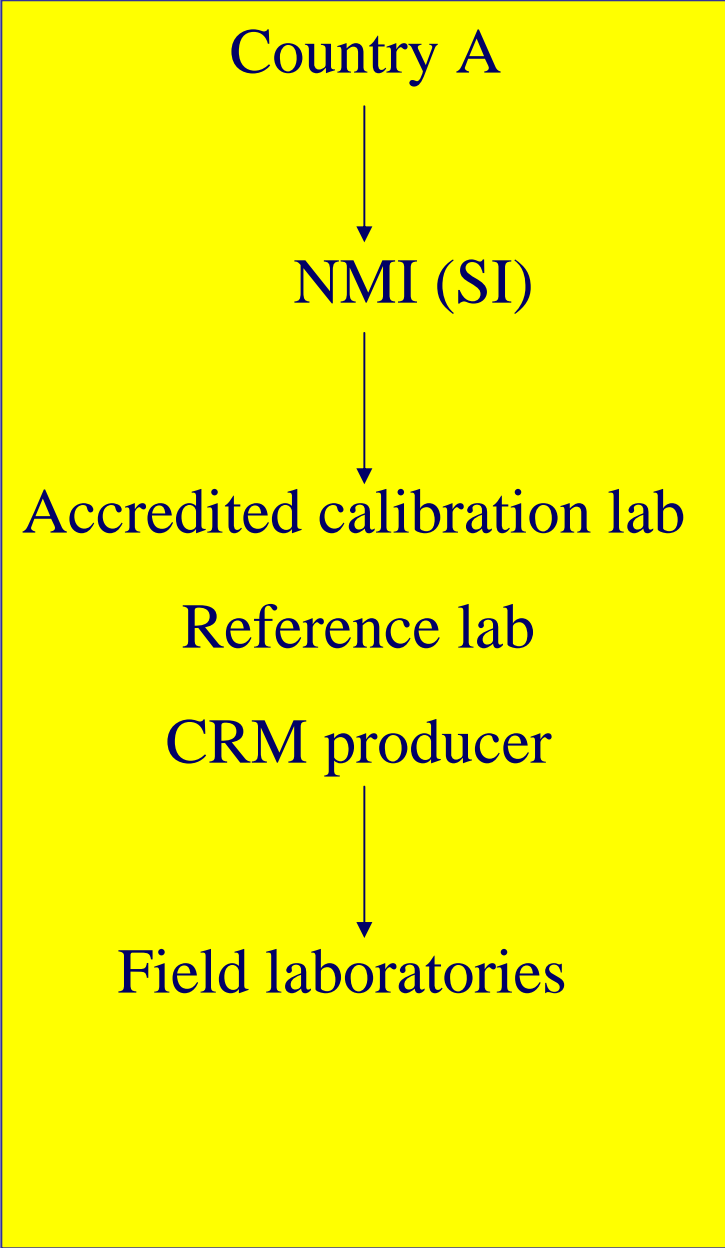 Country A
NMI (SI)
Accredited calibration lab
Reference lab
CRM producer
Field laboratories